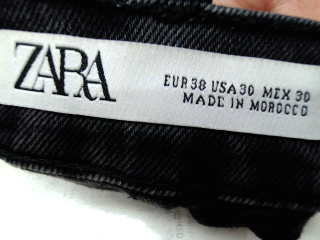 ZARA
EUR 38 USA 30 MEX 30
MADE IN MOROCCO